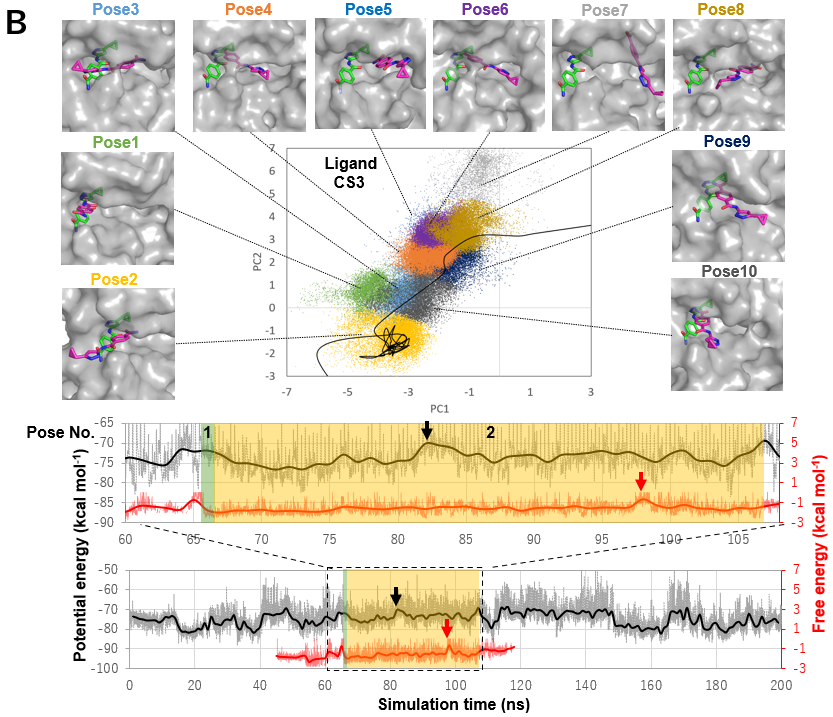 B
Pose3 Pose4 Pose5 Pose6 Pose7 Pose8
Pose1
Pose2
Pose9
Pose10
Ligand
CS3
PC2
7
6
5
4
3
2
1
0
-1
-2
-3
-7 -5 -3 -1 1 3
PC1
Pose No. 1 2
-65
-70
-75
-80
-85
-90
7
5
3
1
-1
-3
60 65 70 75 80 85 90 95 100 105
Potential energy (kcal mol-1)
Free energy (kcal mol-1)
-50
-60
-70
-80
-90
-100
7
5
3
1
-1
-3
0 20 40 60 80 100 120 140 160 180 200
Simulation time (ns)